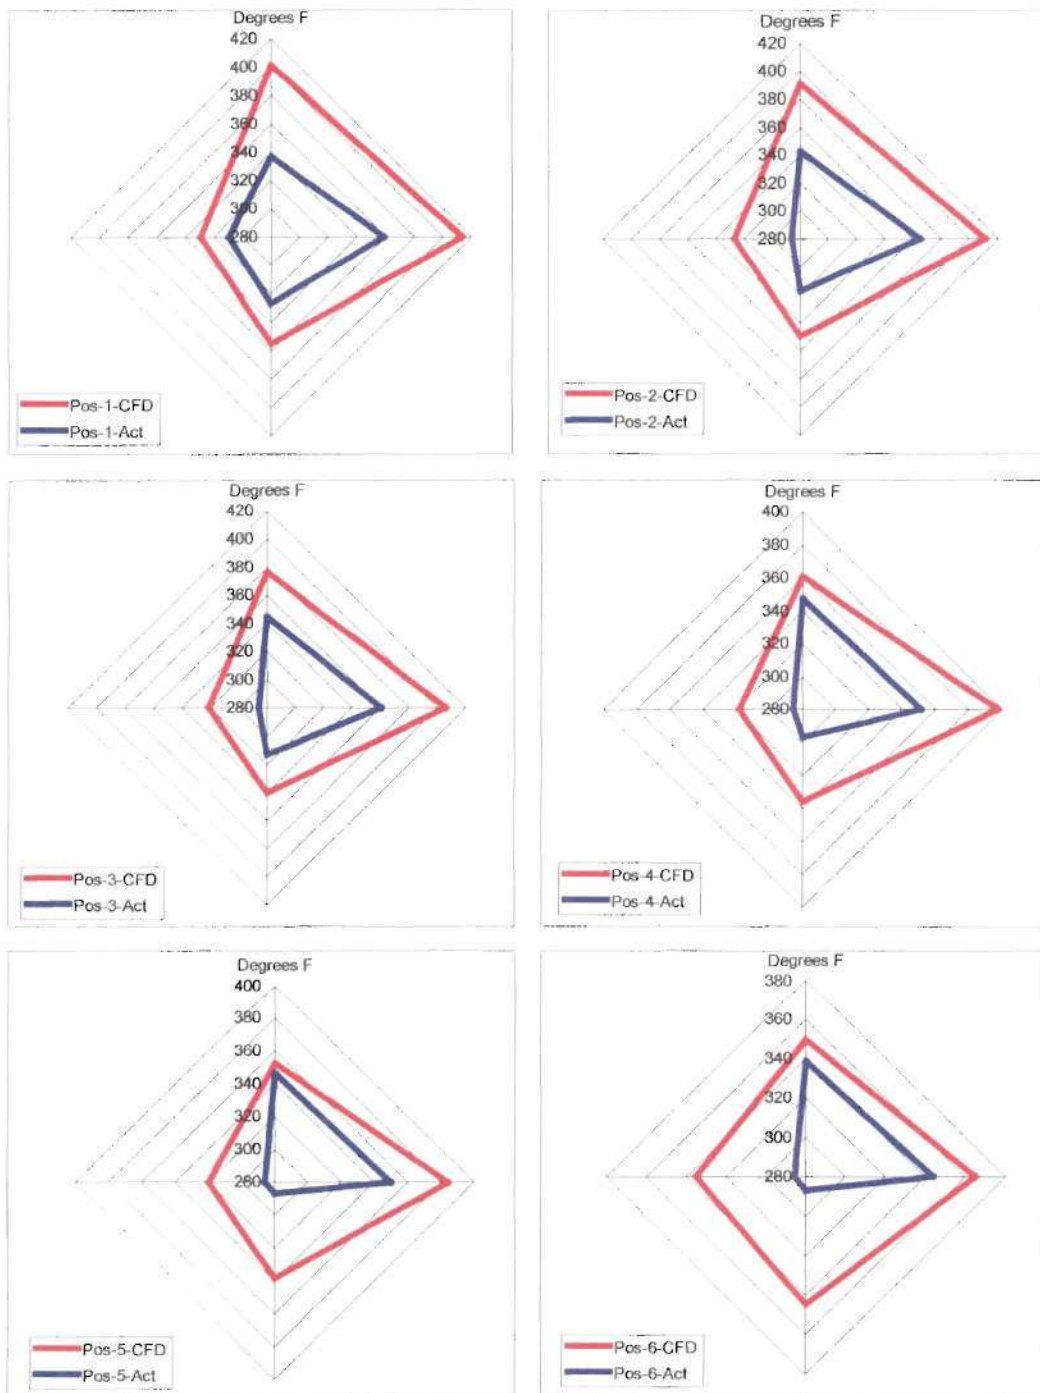 Degrees F
420
400
380
360
340
320
300
280
Pos-1-CFD
Pos-1-Act
Degrees F
420
400
380
360
340
320
300
280
Pos-2-CFD
Pos-2-Act
Degrees F
420
400
380
360
340
320
300
280
Pos-3-CFD
Pos-3-Act
Degrees F
400
380
360
340
320
300
280
Pos-4-CFD
Pos-4-Act
Degrees F
400
380
360
340
320
300
280
Pos-5-CFD
Pos-5-Act
Degrees F
380
360
340
320
300
280
Pos-6-CFD
Pos-6-Act